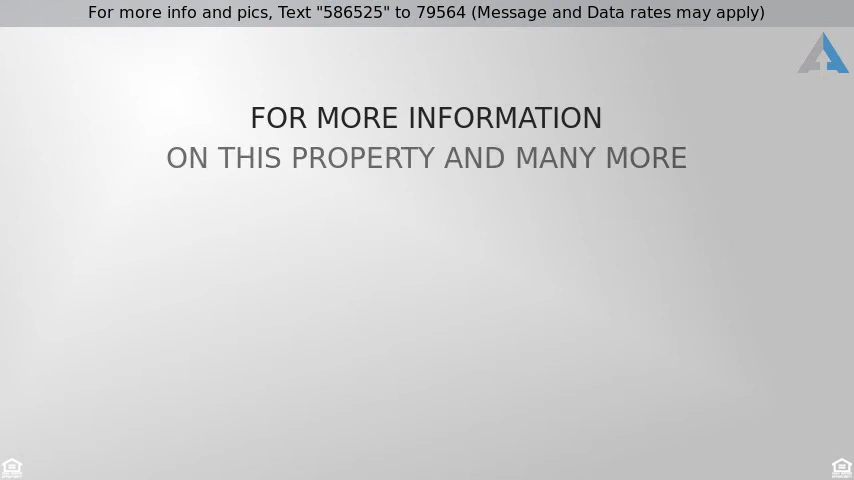 For more info and pics, Text "586525" to 79564 (Message and Data rates may apply)
FOR MORE INFORMATION
ON THIS PROPERTY AND MANY MORE